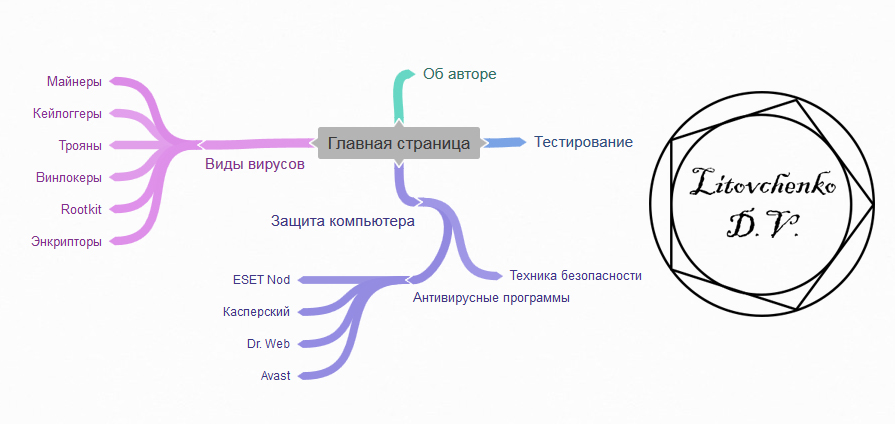 Об авторе
Главная страница
Тестирование
Виды вирусов
Майнеры
Кейлоггеры
Трояны
Винлокеры
Rootkit
Энкрипторы
Защита компьютера
Техника безопасности
Антивирусные программы
ESET Nod
Касперский
Dr. Web
Avast
Litovchenko
D. V.